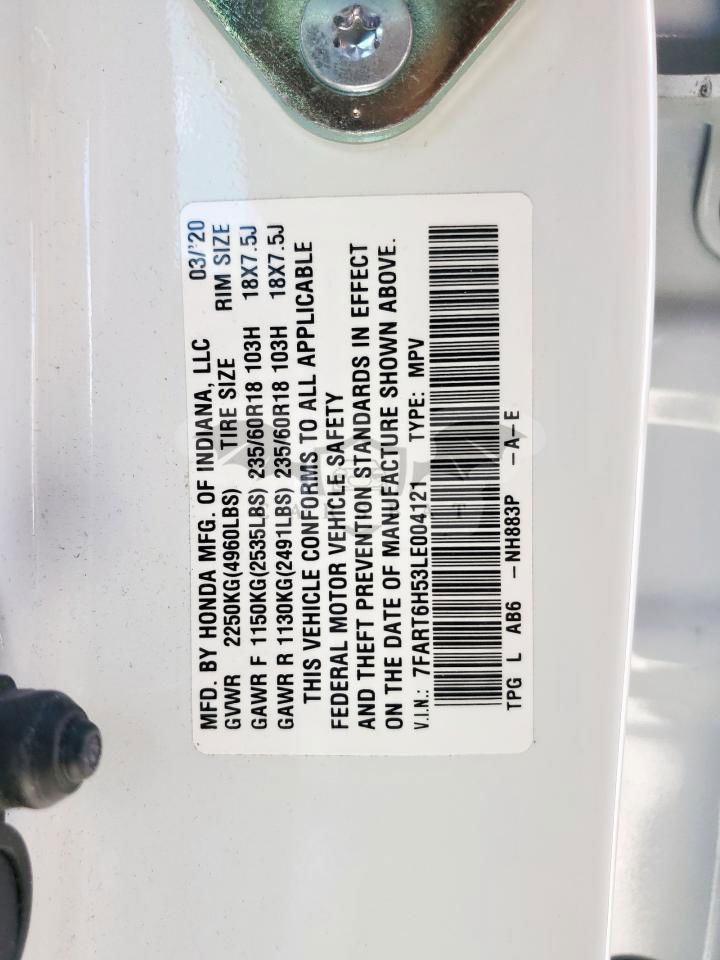 MFD. BY HONDA MFG. OF INDIANA, LLC 03/'20
GVWR 2250KG(4960LBS) TIRE SIZE RIM SIZE
GAWR F 1150KG(2535LBS) 235/60R18 103H 18X7.5J
GAWR R 1130KG(2491LBS) 235/60R18 103H 18X7.5J
THIS VEHICLE CONFORMS TO ALL APPLICABLE
FEDERAL MOTOR VEHICLE SAFETY
AND THEFT PREVENTION STANDARDS IN EFFECT
ON THE DATE OF MANUFACTURE SHOWN ABOVE.
V.I.N.: 7FART6H53LE004121 TYPE: MPV
TPG L AB6 -NH883P -A-E